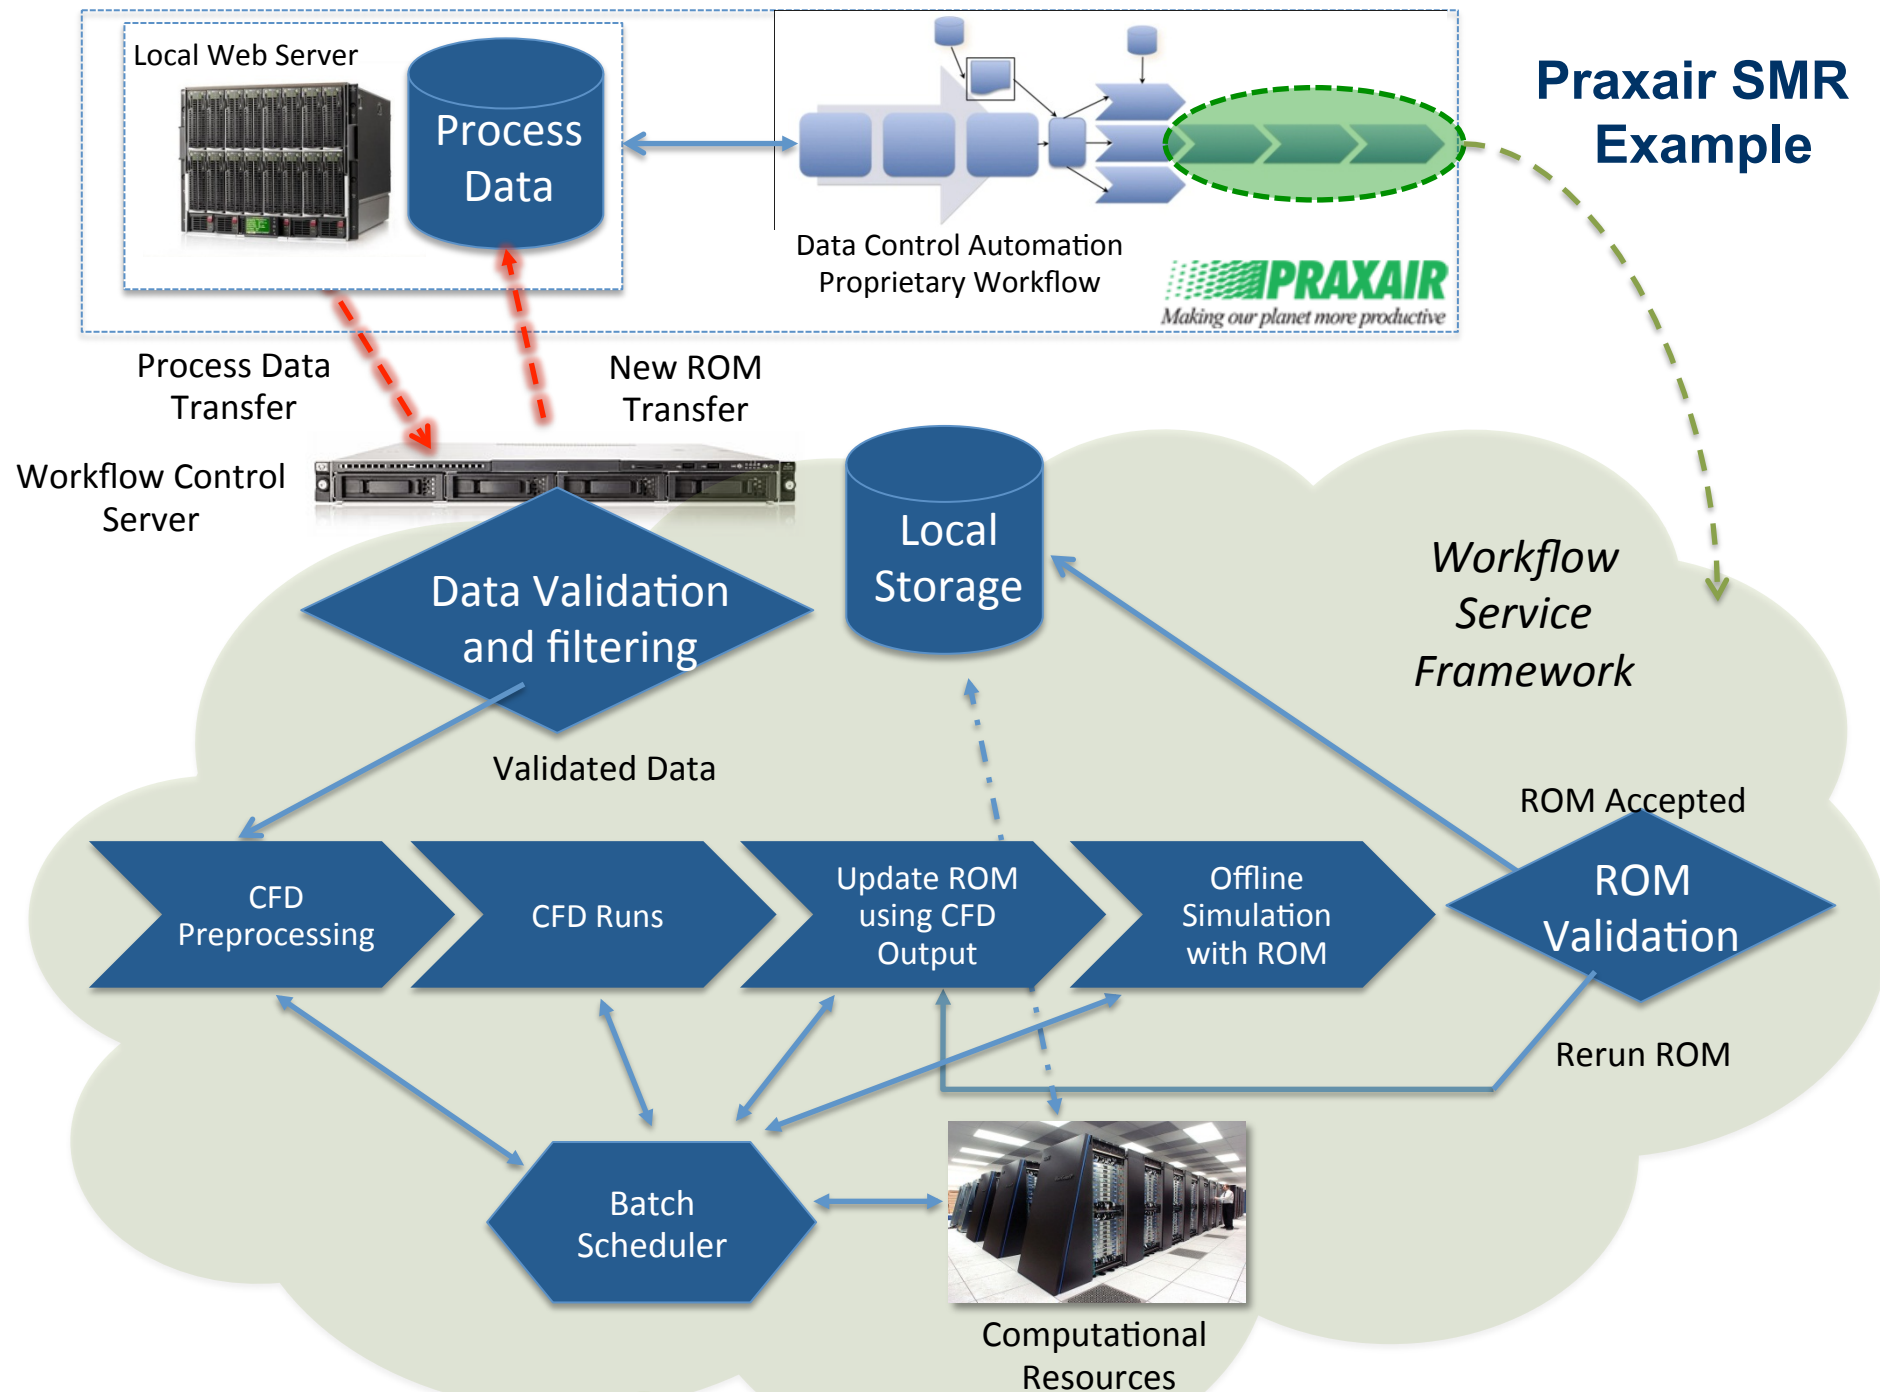 Praxair SMR
Example
Local Web Server
Process
Data
Data Control Automation
Proprietary Workflow
PRAXAIR
Making our planet more productive
Process Data
Transfer
New ROM
Transfer
Workflow Control
Server
Local
Storage
Workflow
Service
Framework
Data Validation
and filtering
Validated Data
ROM Accepted
CFD
Preprocessing
CFD Runs
Update ROM
using CFD
Output
Offline
Simulation
with ROM
ROM
Validation
Rerun ROM
Batch
Scheduler
Computational
Resources